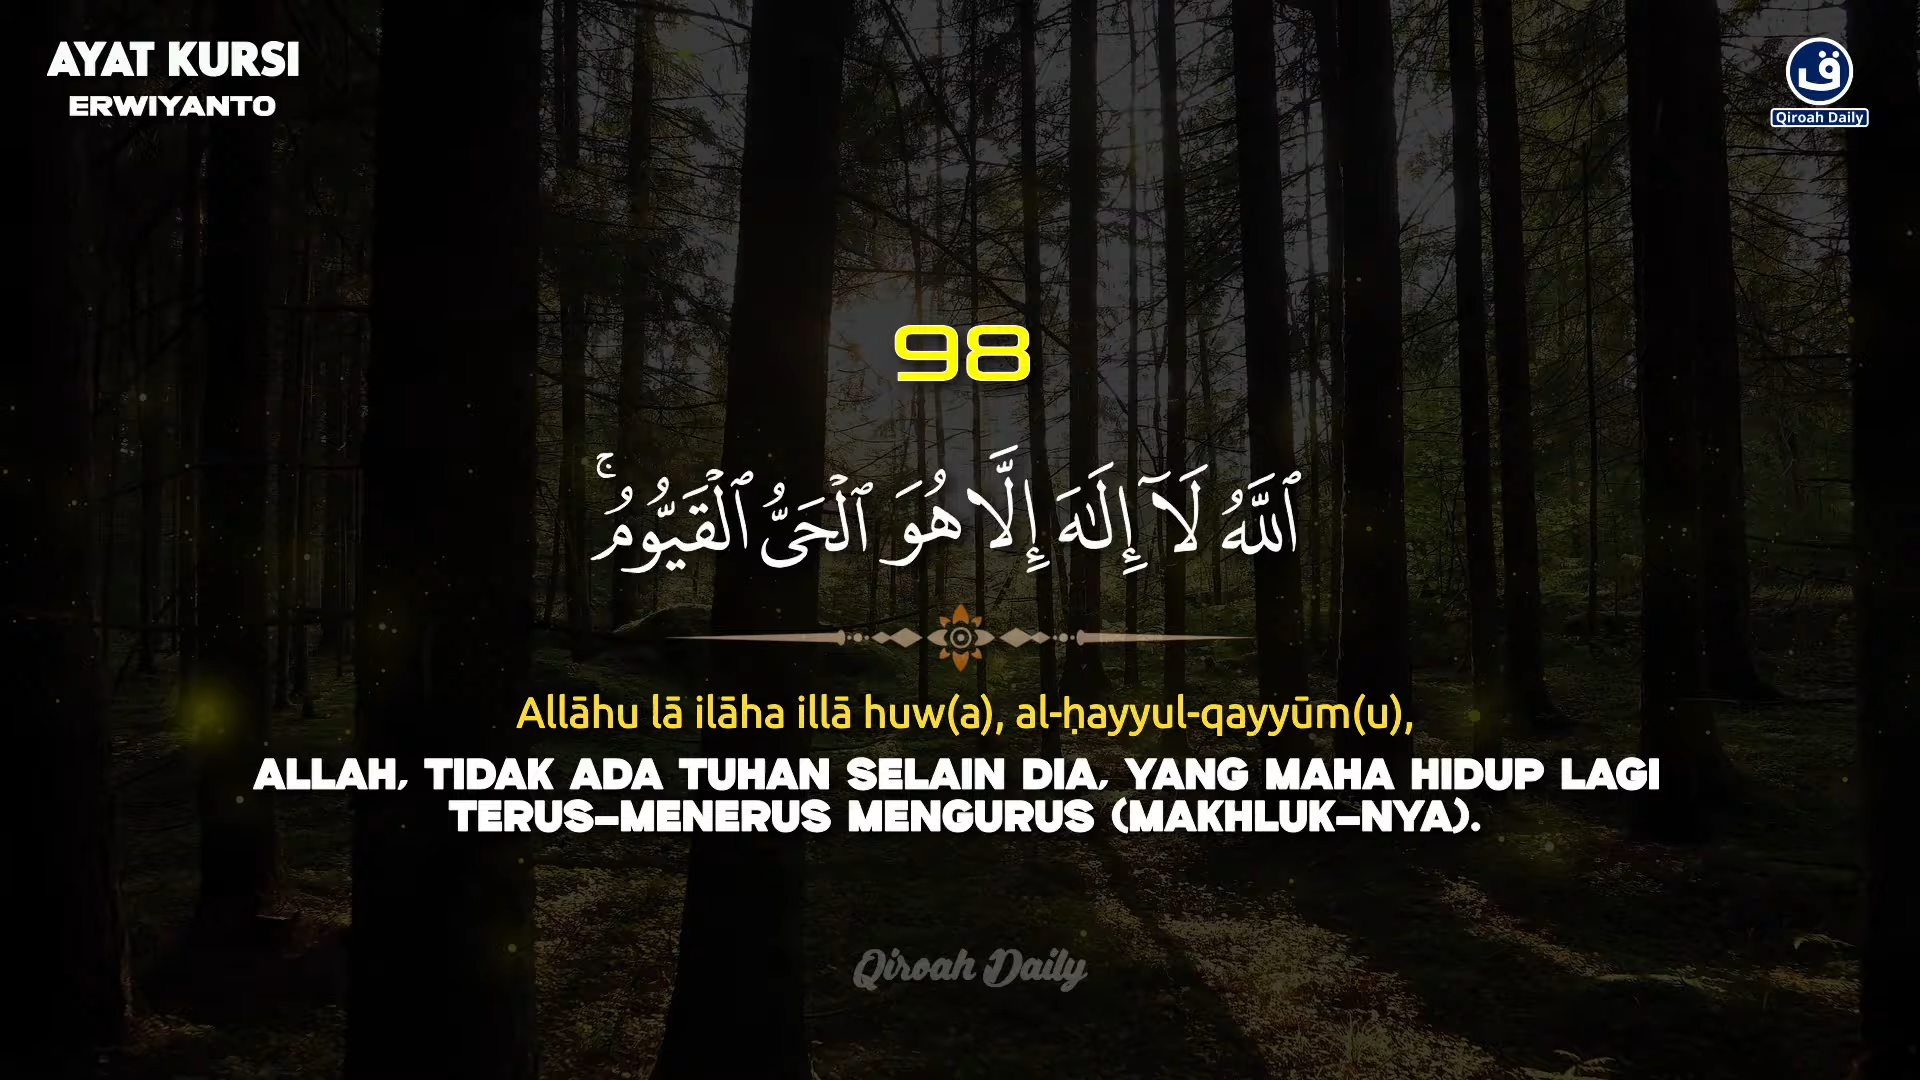 AYAT KURSI
ERWIYANTO
ق
Qiroah Daily
98
ٱللَّهُ لَآ إِلَٰهَ إِلَّا هُوَ ٱلْحَىُّ ٱلْقَيُّومُ ۚ
Allāhu lā ilāha illā huw(a), al-ḥayyul-qayyūm(u),
ALLAH, TIDAK ADA TUHAN SELAIN DIA, YANG MAHA HIDUP LAGI
TERUS-MENERUS MENGURUS (MAKHLUK-NYA).
Qiroah Daily